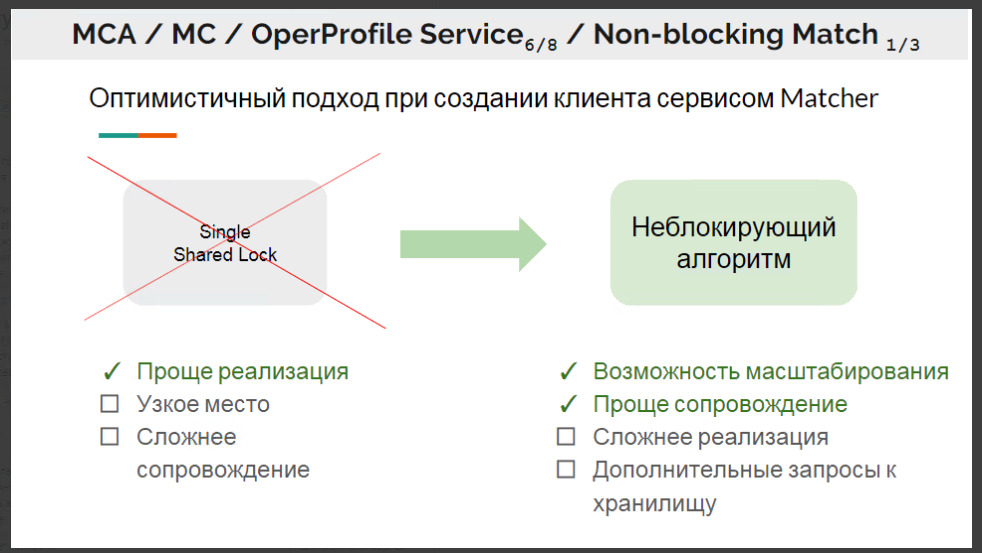 MCA / MC / OperProfile Service 6/8 / Non-blocking Match 1/3
Оптимистичный подход при создании клиента сервисом Matcher
Single
Shared Lock
Неблокирующий
алгоритм
✓ Проще реализация
☐ Узкое место
☐ Сложнее
сопровождение
✓ Возможность масштабирования
✓ Проще сопровождение
☐ Сложнее реализация
☐ Дополнительные запросы к
хранилищу